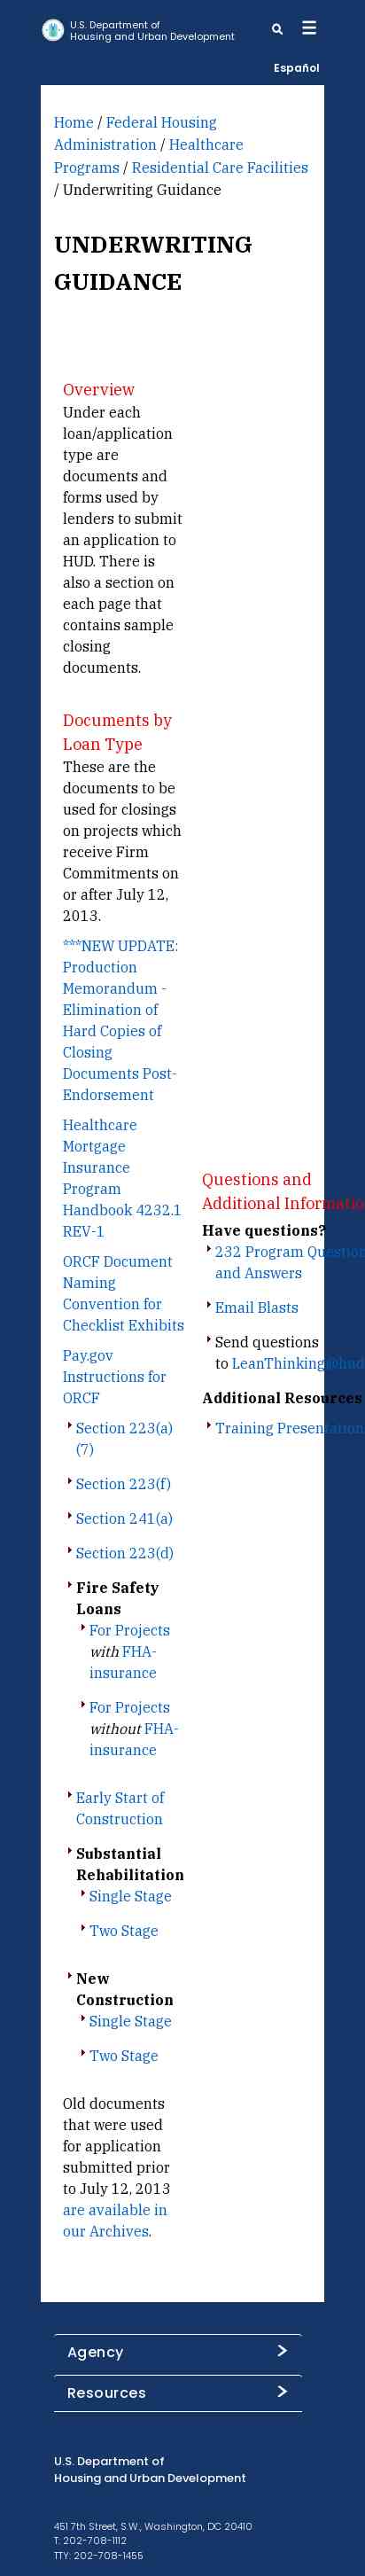 U.S. Department of
Housing and Urban Development
Español
Home / Federal Housing
Administration / Healthcare
Programs / Residential Care Facilities
/ Underwriting Guidance
UNDERWRITING
GUIDANCE
Overview
Under each
loan/application
type are
documents and
forms used by
lenders to submit
an application to
HUD. There is
also a section on
each page that
contains sample
closing
documents.
Documents by
Loan Type
These are the
documents to be
used for closings
on projects which
receive Firm
Commitments on
or after July 12,
2013.
***NEW UPDATE:
Production
Memorandum -
Elimination of
Hard Copies of
Closing
Documents Post-
Endorsement
Healthcare
Mortgage
Insurance
Program
Handbook 4232.1
REV-1
ORCF Document
Naming
Convention for
Checklist Exhibits
Pay.gov
Instructions for
ORCF
Section 223(a)
(7)
Section 223(f)
Section 241(a)
Section 223(d)
Fire Safety
Loans
For Projects
with FHA-
insurance
For Projects
without FHA-
insurance
Early Start of
Construction
Substantial
Rehabilitation
Single Stage
Two Stage
New
Construction
Single Stage
Two Stage
Old documents
that were used
for application
submitted prior
to July 12, 2013
are available in
our Archives.
Questions and
Additional Informatio
Have questions?
232 Program Question
and Answers
Email Blasts
Send questions
to LeanThinking@hud
Additional Resources
Training Presentation
Agency
Resources
U.S. Department of
Housing and Urban Development
451 7th Street, S.W., Washington, DC 20410
T: 202-708-1112
TTY: 202-708-1455